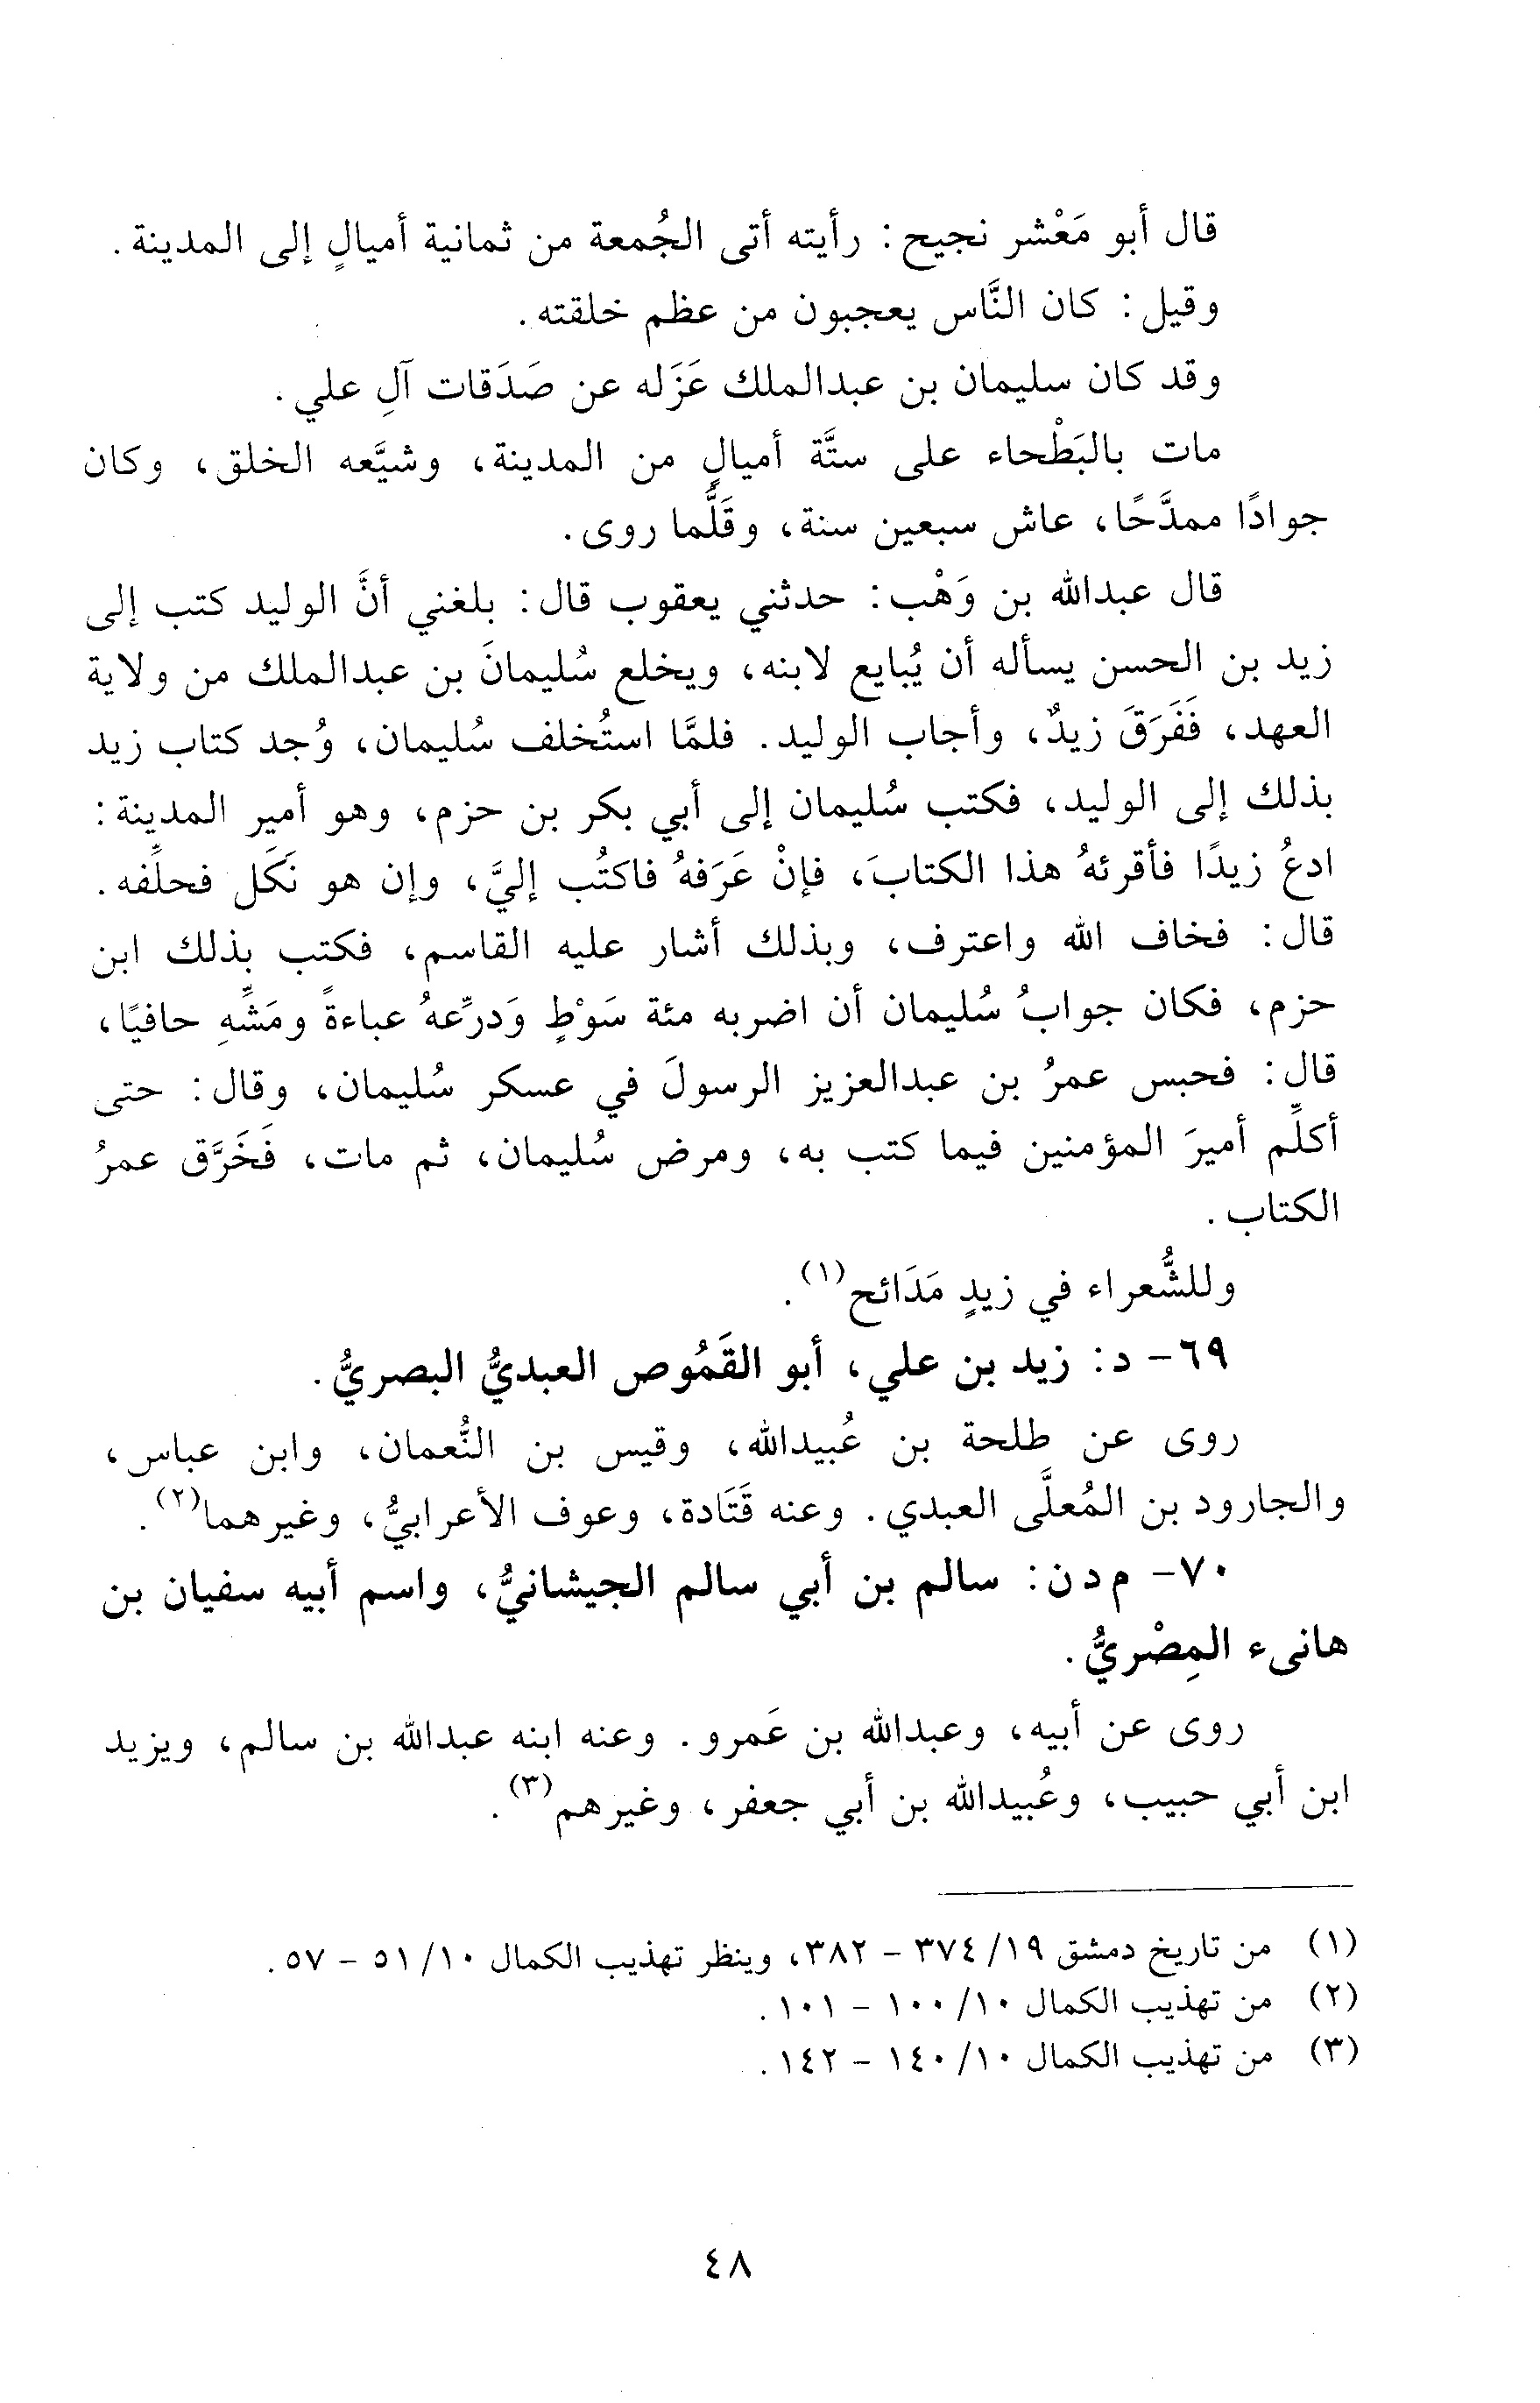 قال أبو مَعْشر نجيح: رأيته أتى الجُمعة من ثمانية أميالٍ إلى المدينة.
وقيل: كان النَّاس يعجبون من عظم خلقته.
وقد كان سليمان بن عبدالملك عَزَله عن صَدَقات آلِ علي.
مات بالبَطْحاء على ستَّة أميالٍ من المدينة، وشيَّعه الخلق، وكان
جوادًا ممدَّحًا، عاش سبعين سنة، وقَلَّما روى.
قال عبدالله بن وَهْب: حدثني يعقوب قال: بلغني أنَّ الوليد كتب إلى
زيد بن الحسن يسأله أن يُبايع لابنه، ويخلع سُليمانَ بن عبدالملك من ولاية
العهد، فَفَرَقَ زيدٌ، وأجاب الوليد. فلمَّا استُخلف سُليمان، وُجد كتاب زيد
بذلك إلى الوليد، فكتب سُليمان إلى أبي بكر بن حزم، وهو أمير المدينة:
ادعُ زيدًا فأقرئهُ هذا الكتابَ، فإنْ عَرَفهُ فاكتُب إليَّ، وإن هو نَكَل فحلِّفه.
قال: فخاف الله واعترف، وبذلك أشار عليه القاسم، فكتب بذلك ابن
حزم، فكان جوابُ سُليمان أن اضربه مئة سَوْطٍ وَدرِّعهُ عباءةً ومَشِّهِ حافيًا،
قال: فحبس عمرُ بن عبدالعزيز الرسولَ في عسكر سُليمان، وقال: حتى
أكلِّم أميرَ المؤمنين فيما كتب به، ومرض سُليمان، ثم مات، فَخَرَّق عمرُ
الكتاب.
وللشُّعراء في زيدٍ مَدَائح(١).
٦٩- د: زيد بن علي، أبو القَمُوص العبديُّ البصريُّ.
روى عن طلحة بن عُبيدالله، وقيس بن النُّعمان، وابن عباس،
والجارود بن المُعلَّى العبدي. وعنه قَتَادة، وعوف الأعرابيُّ، وغيرهما(٢).
٧٠- م د ن: سالم بن أبي سالم الجيشانيُّ، واسم أبيه سفيان بن
هانىء المِصْريُّ.
روى عن أبيه، وعبدالله بن عَمرو. وعنه ابنه عبدالله بن سالم، ويزيد
ابن أبي حبيب، وعُبيدالله بن أبي جعفر، وغيرهم(٣).
(١) من تاريخ دمشق ١٩/ ٣٧٤ - ٣٨٢، وينظر تهذيب الكمال ١٠/ ٥١ - ٥٧.
(٢) من تهذيب الكمال ١٠/ ١٠٠ - ١٠١.
(٣) من تهذيب الكمال ١٠/ ١٤٠ - ١٤٢.
٤٨